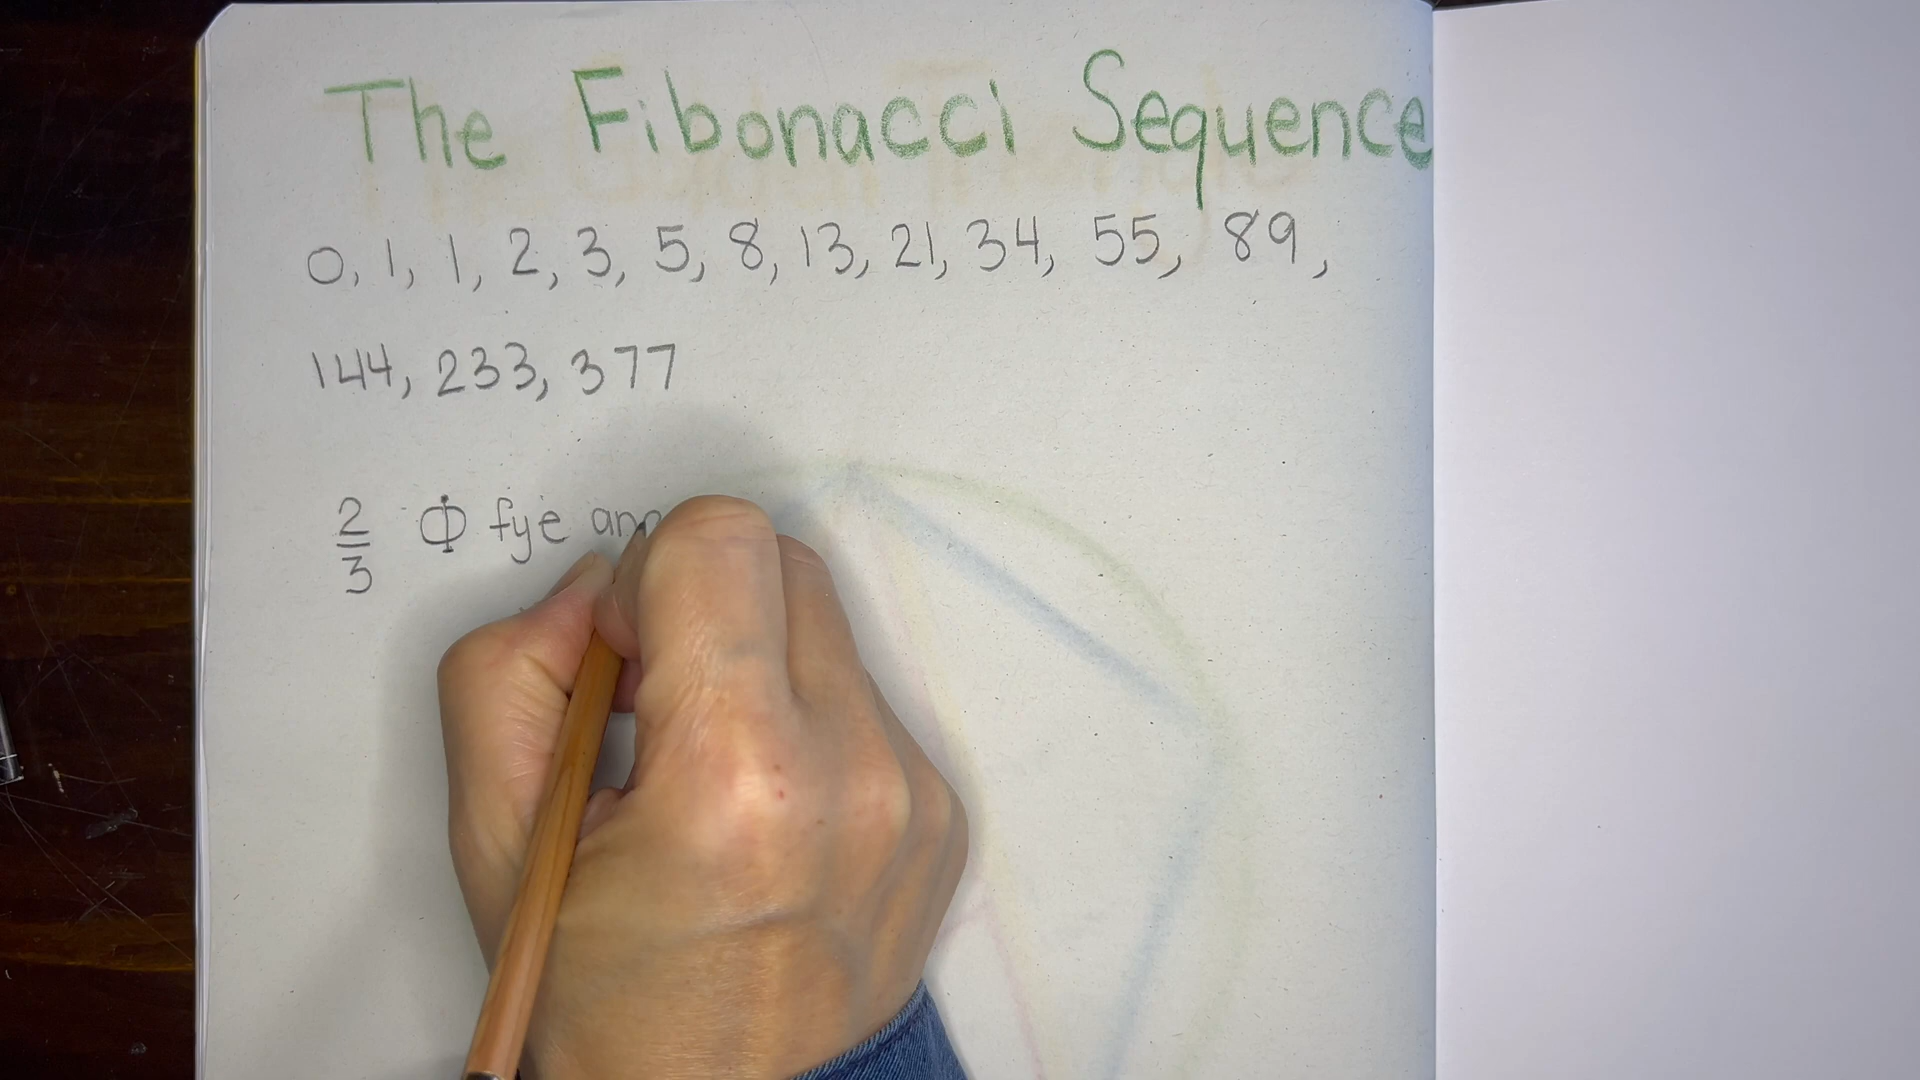 The Fibonacci Sequence
0, 1, 1, 2, 3, 5, 8, 13, 21, 34, 55, 89,
144, 233, 377
2/3 Φ fye